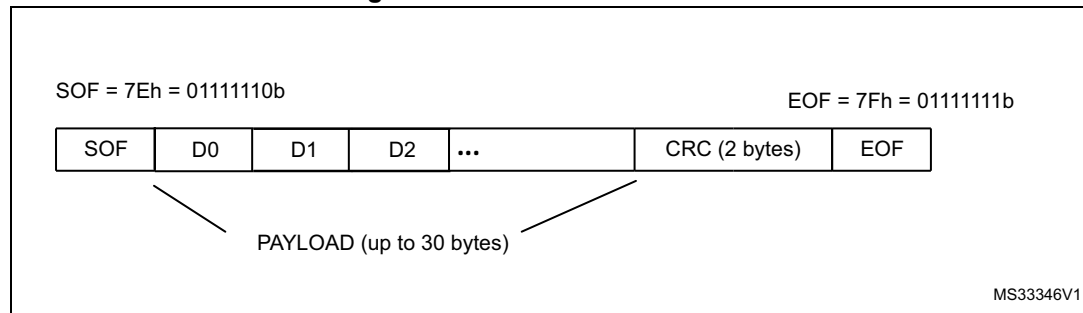 SOF = 7Eh = 01111110b
EOF = 7Fh = 01111111b
SOF D0 D1 D2 ... CRC (2 bytes) EOF
PAYLOAD (up to 30 bytes)
MS33346V1